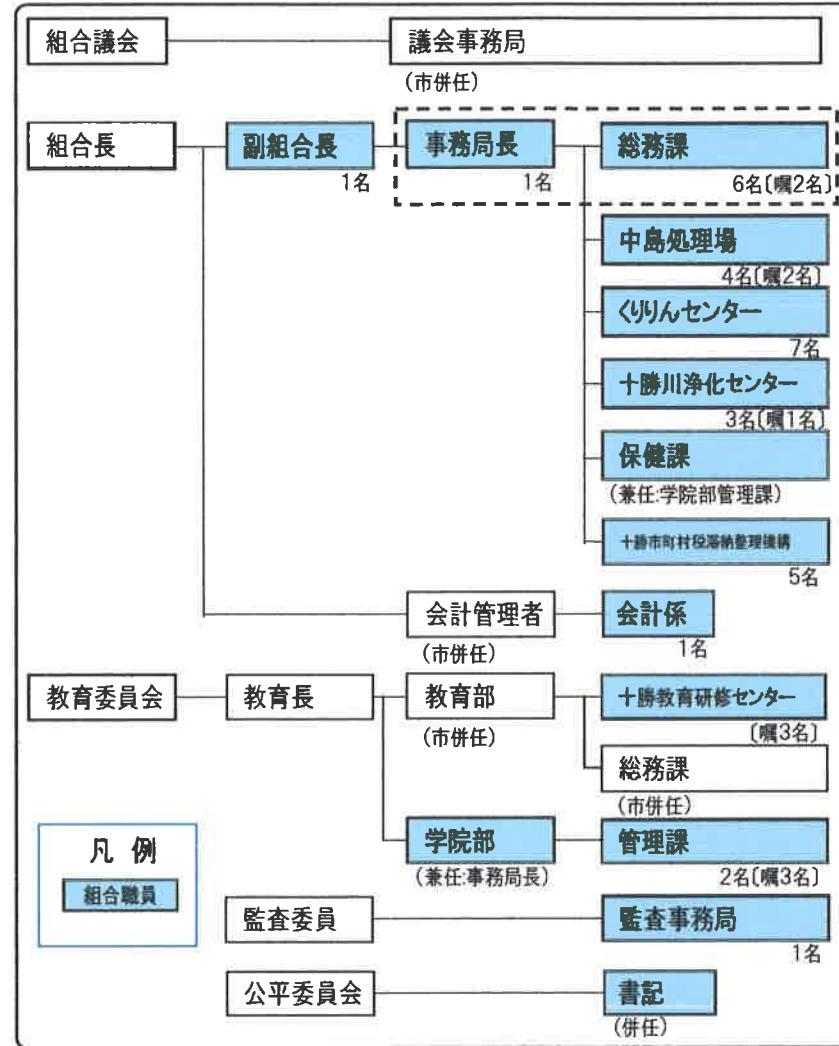 組合議会 議会事務局
(市併任)
組合長 副組合長 事務局長 総務課
1名 1名 6名〔嘱2名〕
中島処理場
4名〔嘱2名〕
くりりんセンター
7名
十勝川浄化センター
3名〔嘱1名〕
保健課
(兼任:学院部管理課)
十勝市町村税滞納整理機構
5名
会計管理者 会計係
(市併任) 1名
教育委員会 教育長 教育部 十勝教育研修センター
(市併任) 〔嘱3名〕
総務課
(市併任)
学院部 管理課
(兼任:事務局長) 2名〔嘱3名〕
凡例
組合職員
監査委員 監査事務局
1名
公平委員会 書記
(併任)